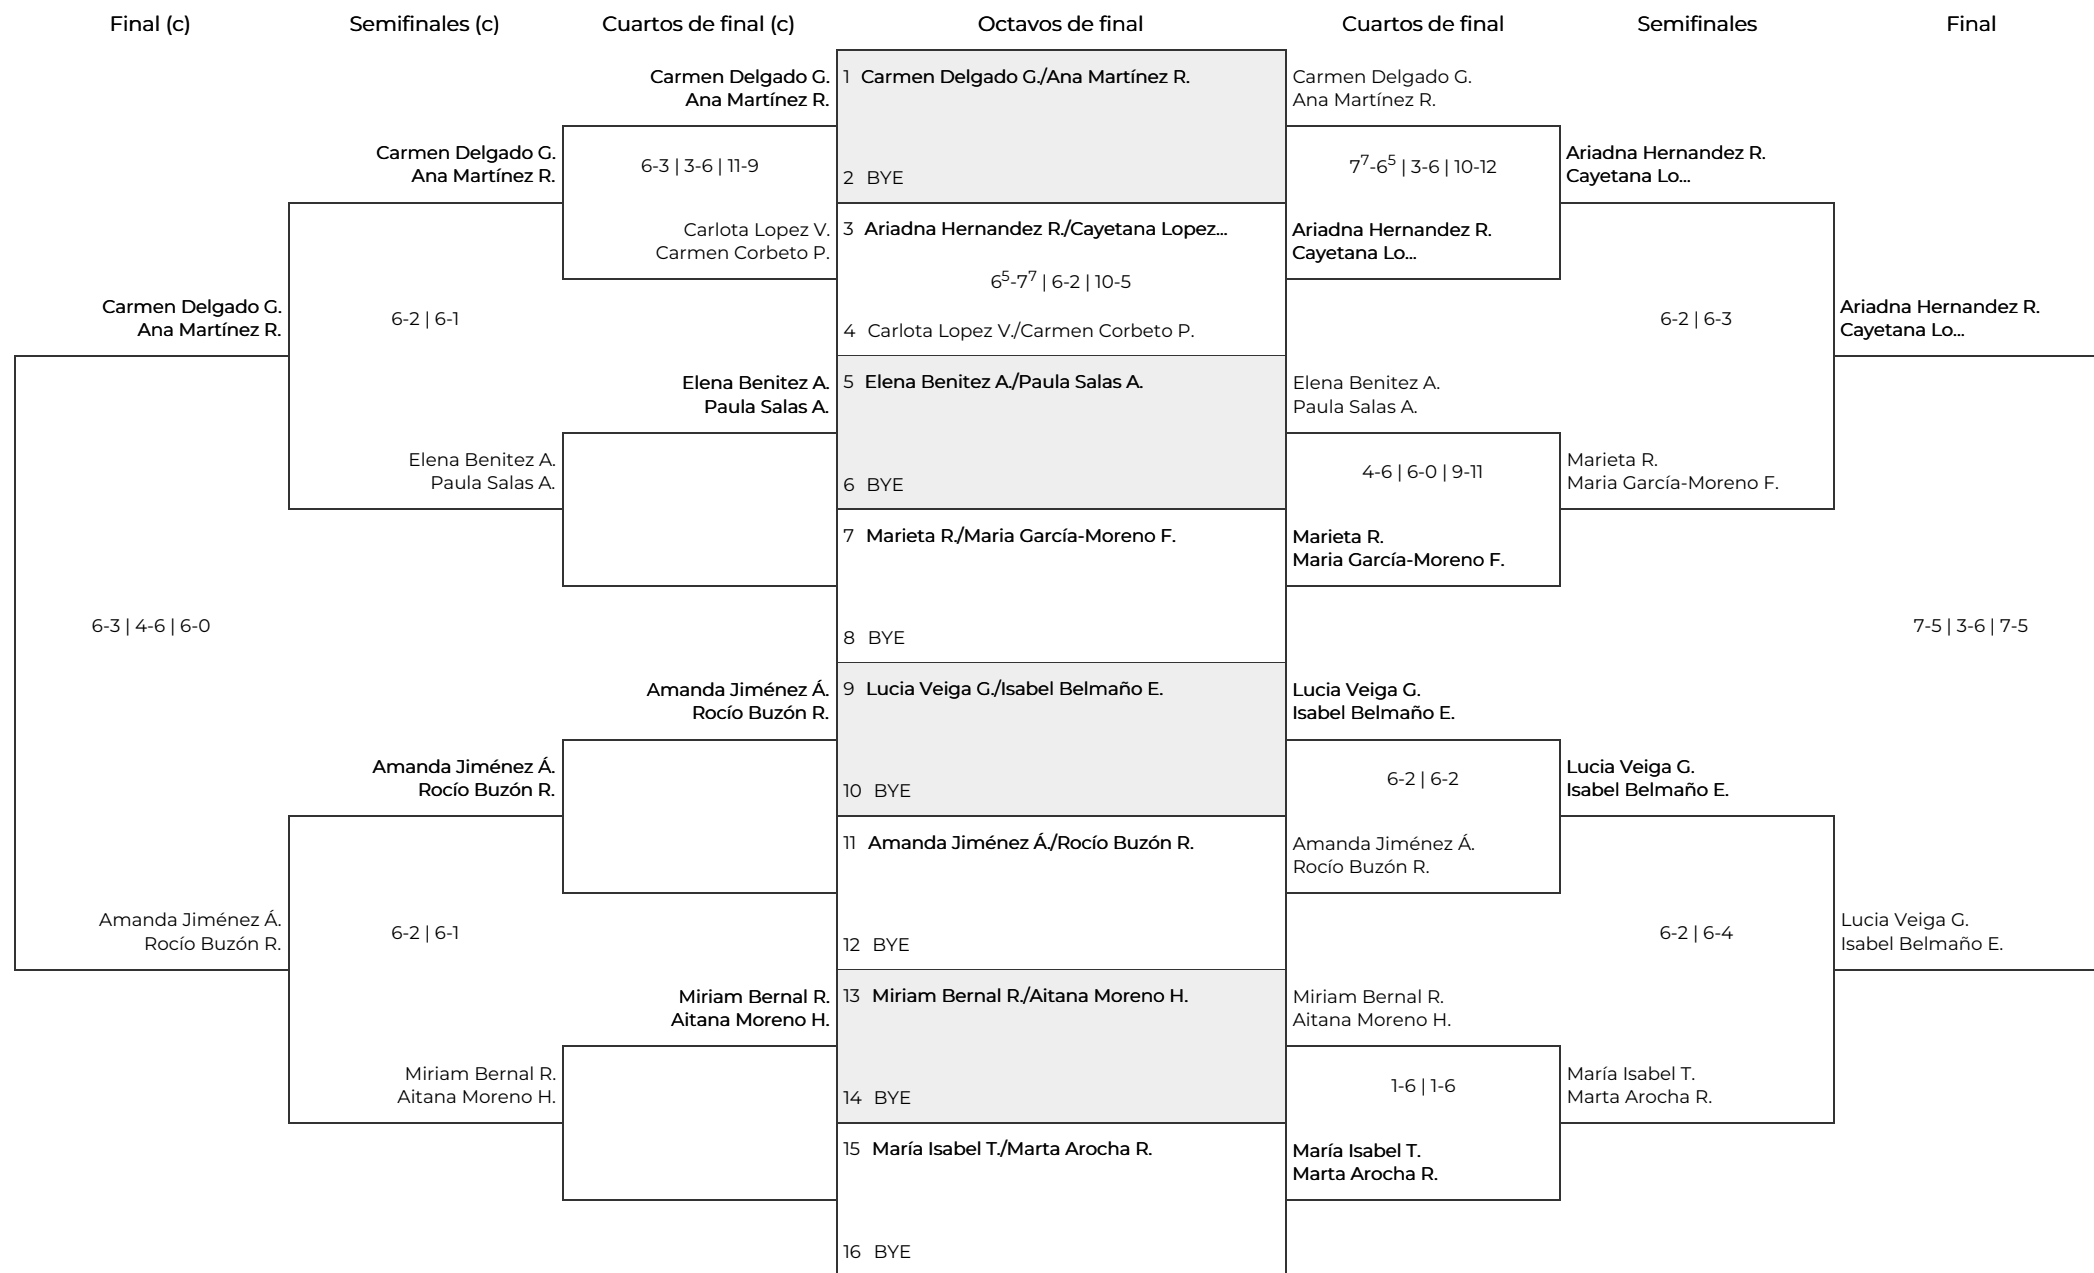 Final (c)
Semifinales (c)
Cuartos de final (c)
Octavos de final
Cuartos de final
Semifinales
Final
Carmen Delgado G.
Ana Martínez R.
6-3 | 4-6 | 6-0
Amanda Jiménez Á.
Rocío Buzón R.
Carmen Delgado G.
Ana Martínez R.
6-2 | 6-1
Elena Benitez A.
Paula Salas A.
Amanda Jiménez Á.
Rocío Buzón R.
6-2 | 6-1
Miriam Bernal R.
Aitana Moreno H.
Carmen Delgado G.
Ana Martínez R.
6-3 | 3-6 | 11-9
Carlota Lopez V.
Carmen Corbeto P.
Elena Benitez A.
Paula Salas A.
Amanda Jiménez Á.
Rocío Buzón R.
Miriam Bernal R.
Aitana Moreno H.
1 Carmen Delgado G./Ana Martínez R.
2 BYE
3 Ariadna Hernandez R./Cayetana Lopez...
6⁵-7⁷ | 6-2 | 10-5
4 Carlota Lopez V./Carmen Corbeto P.
5 Elena Benitez A./Paula Salas A.
6 BYE
7 Marieta R./Maria García-Moreno F.
8 BYE
9 Lucia Veiga G./Isabel Belmaño E.
10 BYE
11 Amanda Jiménez Á./Rocío Buzón R.
12 BYE
13 Miriam Bernal R./Aitana Moreno H.
14 BYE
15 María Isabel T./Marta Arocha R.
16 BYE
Carmen Delgado G.
Ana Martínez R.
7⁷-6⁵ | 3-6 | 10-12
Ariadna Hernandez R.
Cayetana Lo...
Elena Benitez A.
Paula Salas A.
4-6 | 6-0 | 9-11
Marieta R.
Maria García-Moreno F.
Lucia Veiga G.
Isabel Belmaño E.
6-2 | 6-2
Amanda Jiménez Á.
Rocío Buzón R.
Miriam Bernal R.
Aitana Moreno H.
1-6 | 1-6
María Isabel T.
Marta Arocha R.
Ariadna Hernandez R.
Cayetana Lo...
6-2 | 6-3
Marieta R.
Maria García-Moreno F.
Lucia Veiga G.
Isabel Belmaño E.
6-2 | 6-4
María Isabel T.
Marta Arocha R.
Ariadna Hernandez R.
Cayetana Lo...
7-5 | 3-6 | 7-5
Lucia Veiga G.
Isabel Belmaño E.